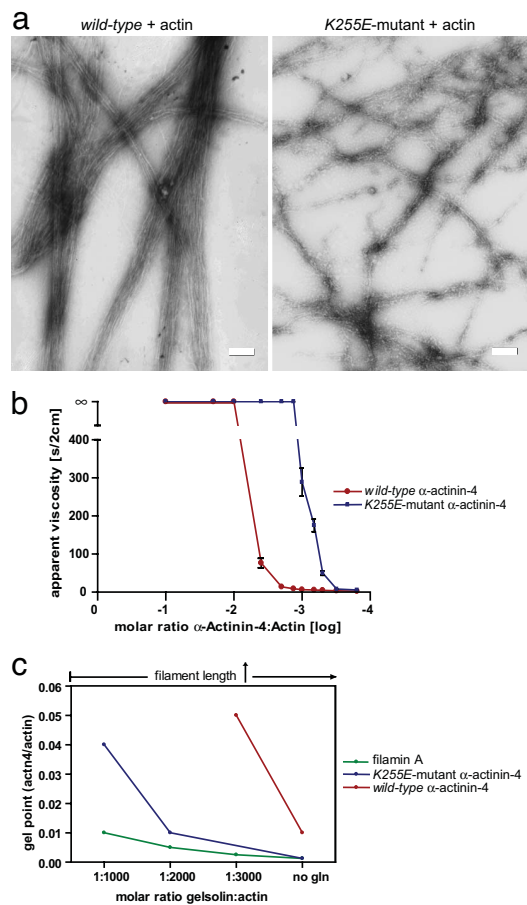 a
wild-type + actin
K255E-mutant + actin
b
∞
400
300
200
100
0
apparent viscosity [s/2cm]
0 -1 -2 -3 -4
molar ratio α-Actinin-4:Actin [log]
wild-type α-actinin-4
K255E-mutant α-actinin-4
c
filament length
0.06
0.05
0.04
0.03
0.02
0.01
0.00
gel point (actn4/actin)
1:1000 1:2000 1:3000 no gln
molar ratio gelsolin:actin
filamin A
K255E-mutant α-actinin-4
wild-type α-actinin-4